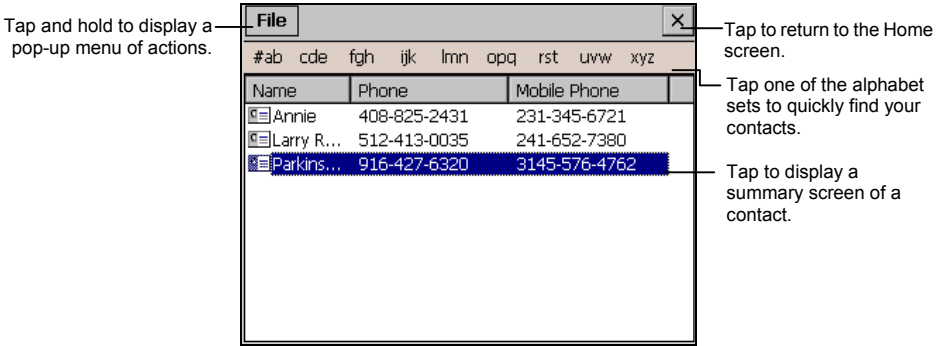 Tap and hold to display a
pop-up menu of actions.
File
×
Tap to return to the Home
screen.
#ab cde fgh ijk lmn opq rst uvw xyz
Tap one of the alphabet
sets to quickly find your
contacts.
Name Phone Mobile Phone
Annie 408-825-2431 231-345-6721
Larry R... 512-413-0035 241-652-7380
Parkins... 916-427-6320 3145-576-4762
Tap to display a
summary screen of a
contact.